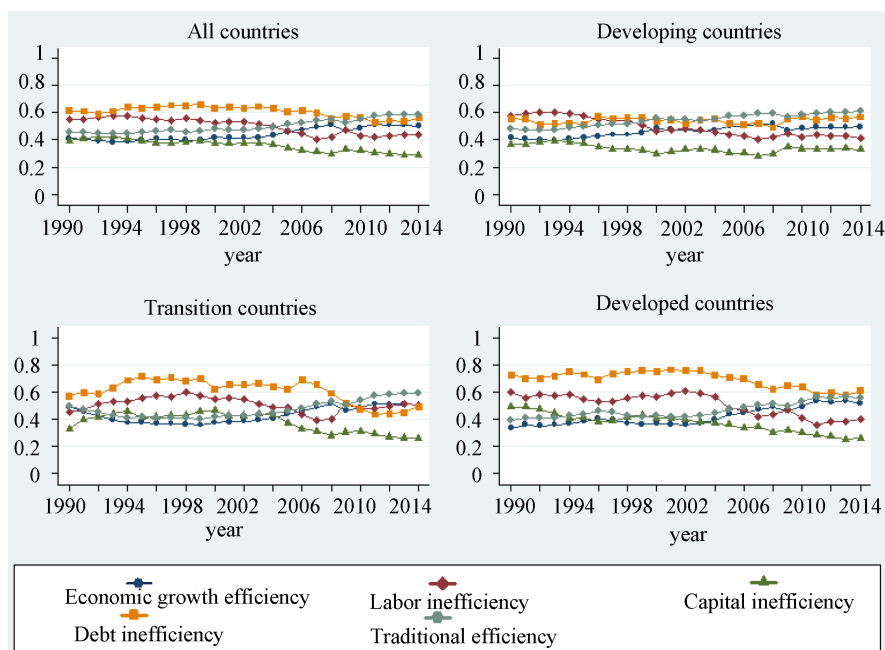 All countries
1
0.8
0.6
0.4
0.2
0
1990 1994 1998 2002 2006 2010 2014
year
Developing countries
1
0.8
0.6
0.4
0.2
0
1990 1994 1998 2002 2006 2010 2014
year
Transition countries
1
0.8
0.6
0.4
0.2
0
1990 1994 1998 2002 2006 2010 2014
year
Developed countries
1
0.8
0.6
0.4
0.2
0
1990 1994 1998 2002 2006 2010 2014
year
Economic growth efficiency
Labor inefficiency
Capital inefficiency
Debt inefficiency
Traditional efficiency